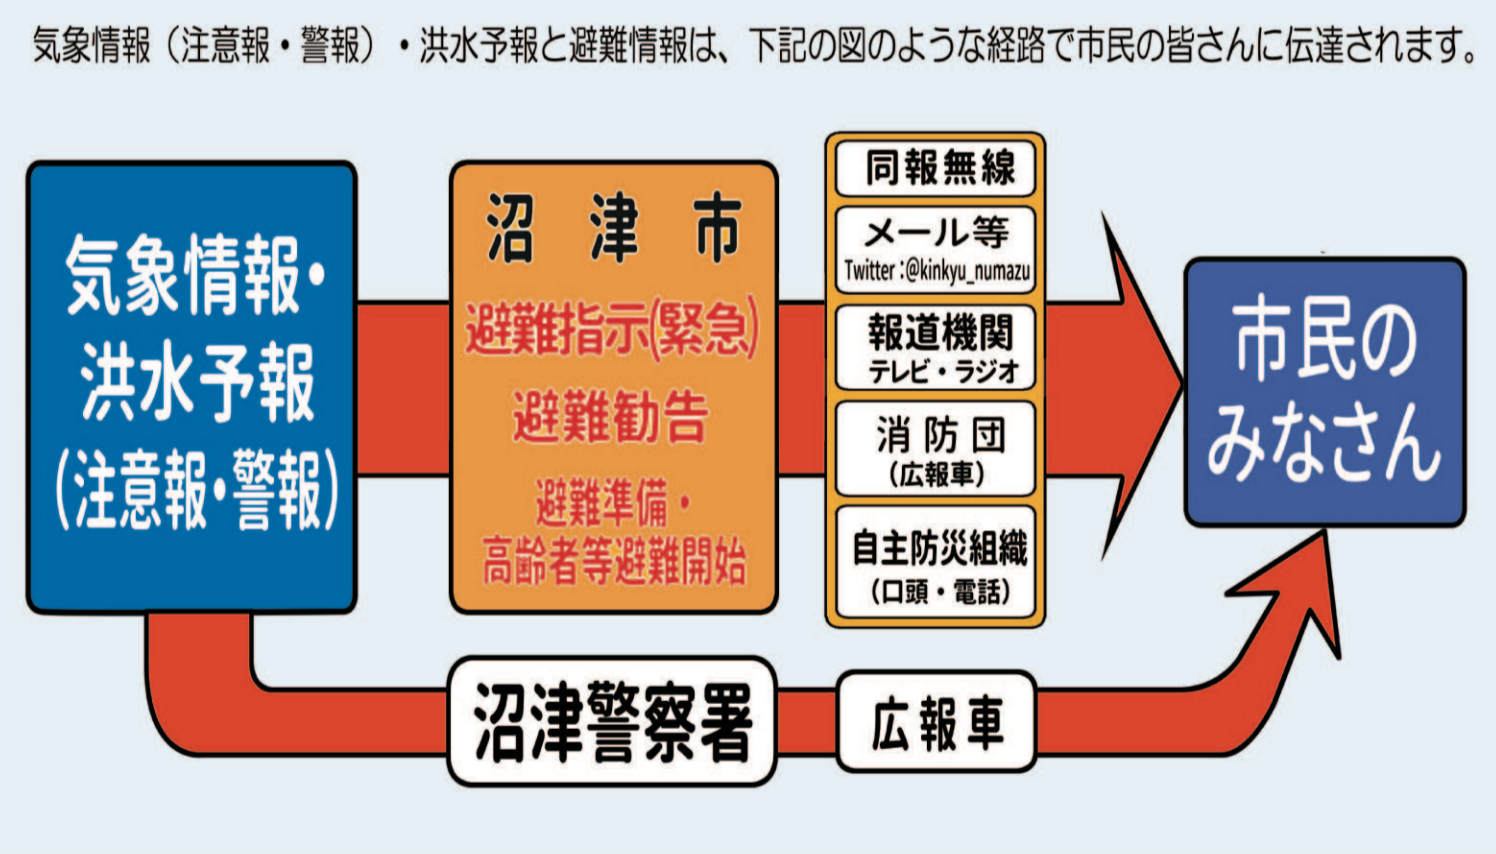 気象情報（注意報・警報）・洪水予報と避難情報は、下記の図のような経路で市民の皆さんに伝達されます。
気象情報・
洪水予報
(注意報・警報)
沼津市
避難指示(緊急)
避難勧告
避難準備・
高齢者等避難開始
同報無線
メール等
Twitter:@kinkyu_numazu
報道機関
テレビ・ラジオ
消防団
（広報車）
自主防災組織
（口頭・電話）
市民の
みなさん
沼津警察署
広報車